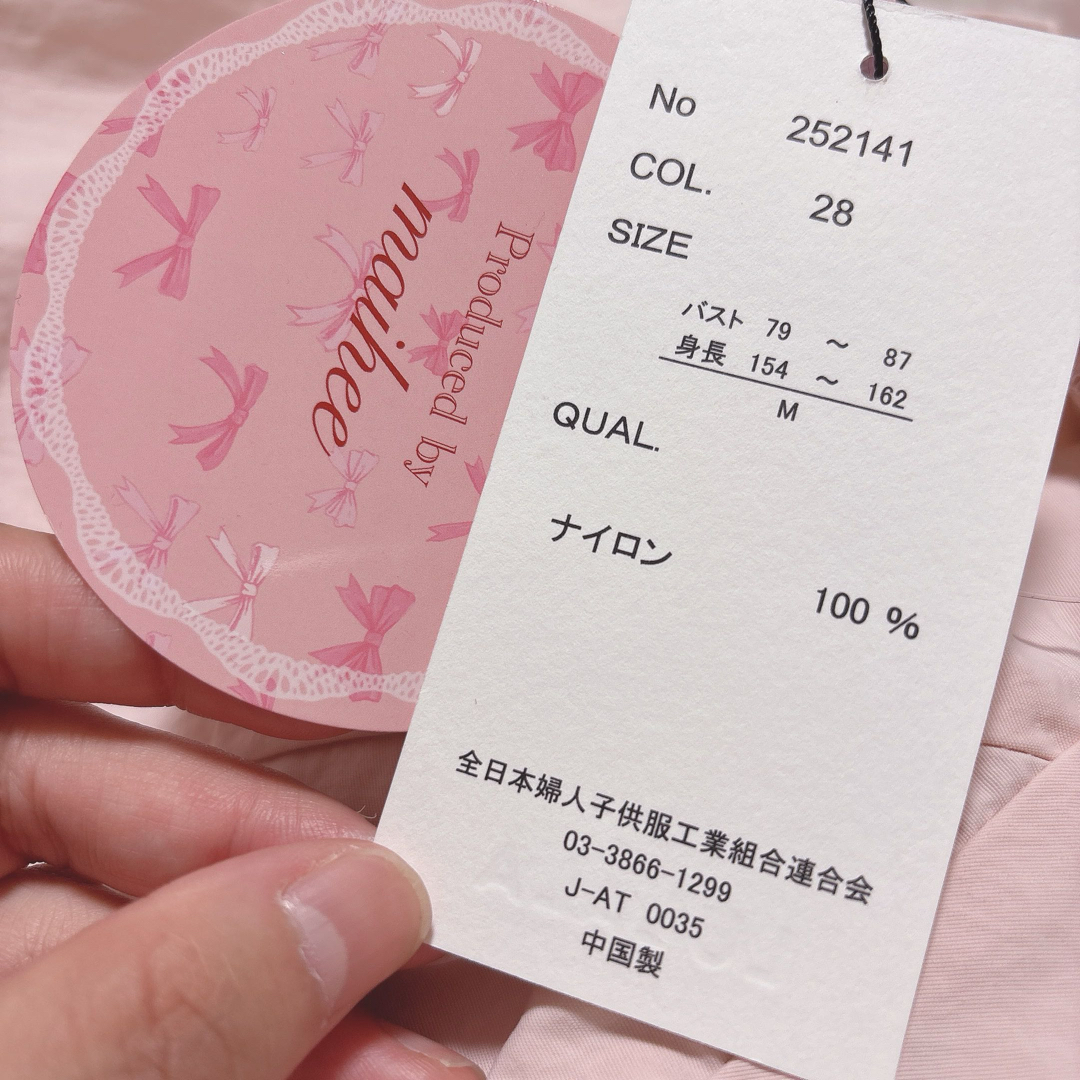 Produced by
maihee
No 252141
COL. 28
SIZE
バスト 79 ～ 87
身長 154 ～ 162
M
QUAL.
ナイロン
100 %
全日本婦人子供服工業組合連合会
03-3866-1299
J-AT 0035
中国製